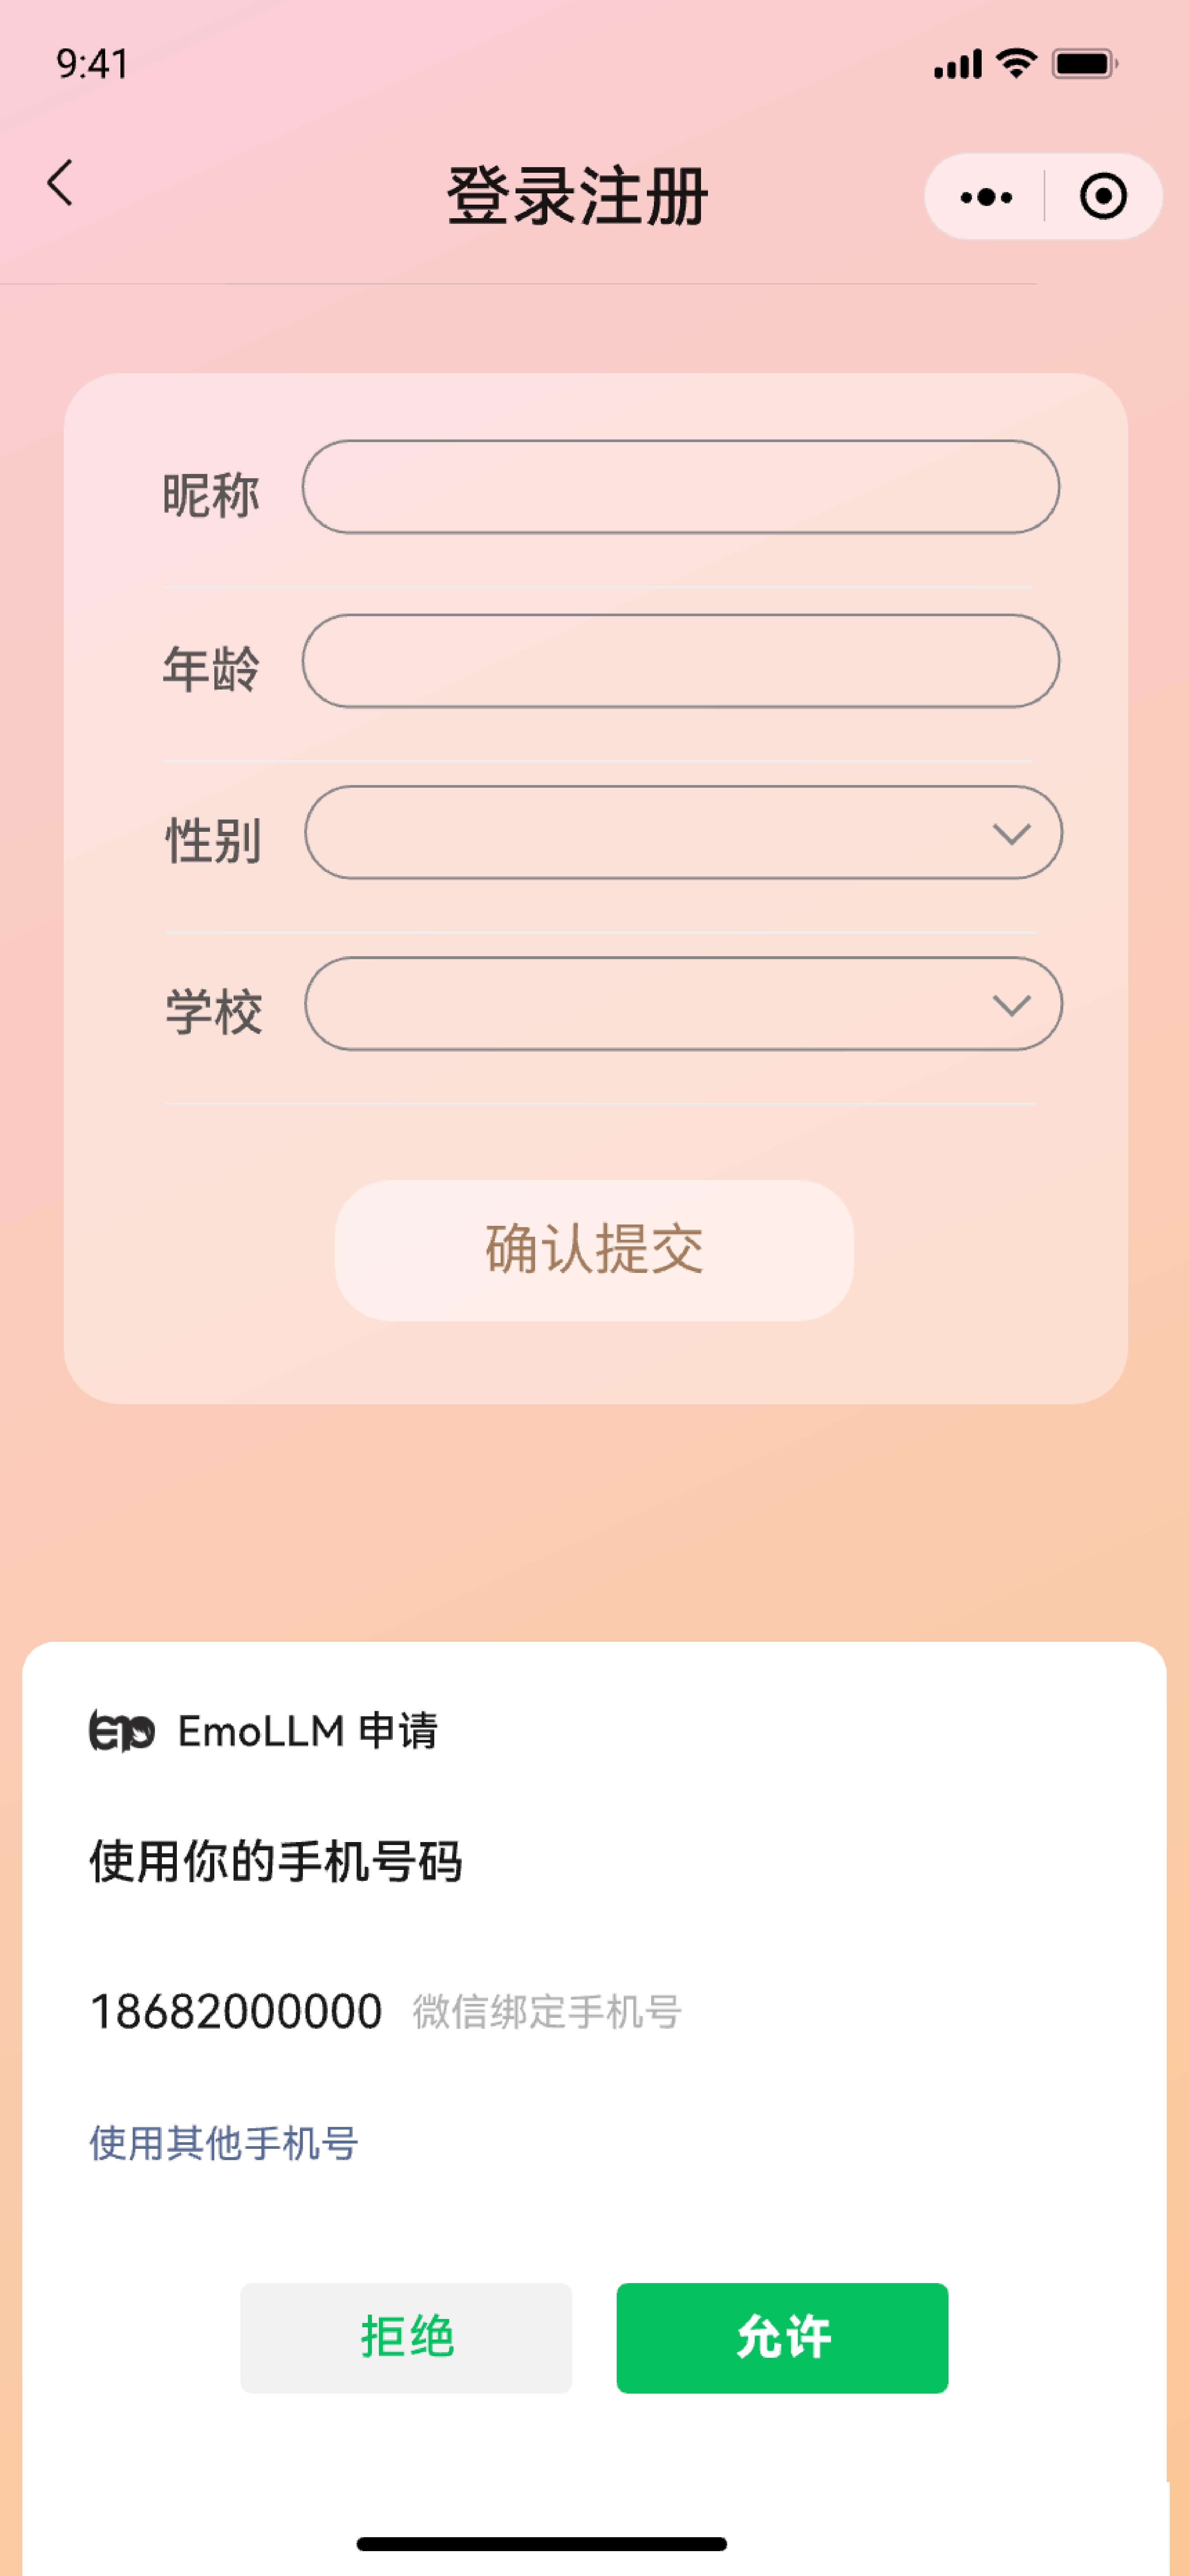 9:41
登录注册
昵称
年龄
性别
学校
确认提交
EmoLLM 申请
使用你的手机号码
18682000000 微信绑定手机号
使用其他手机号
拒绝 允许